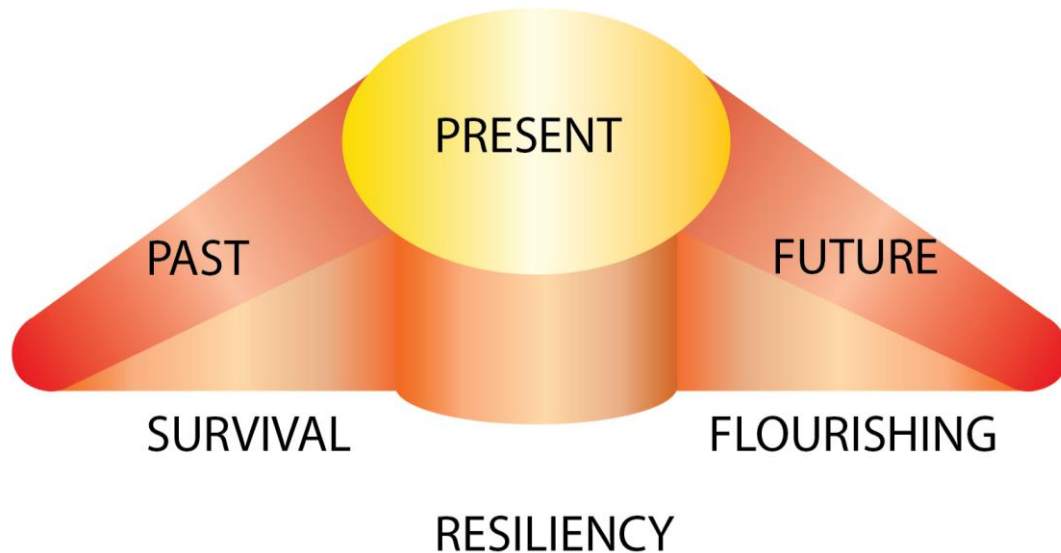 PRESENT
PAST
FUTURE
SURVIVAL
FLOURISHING
RESILIENCY